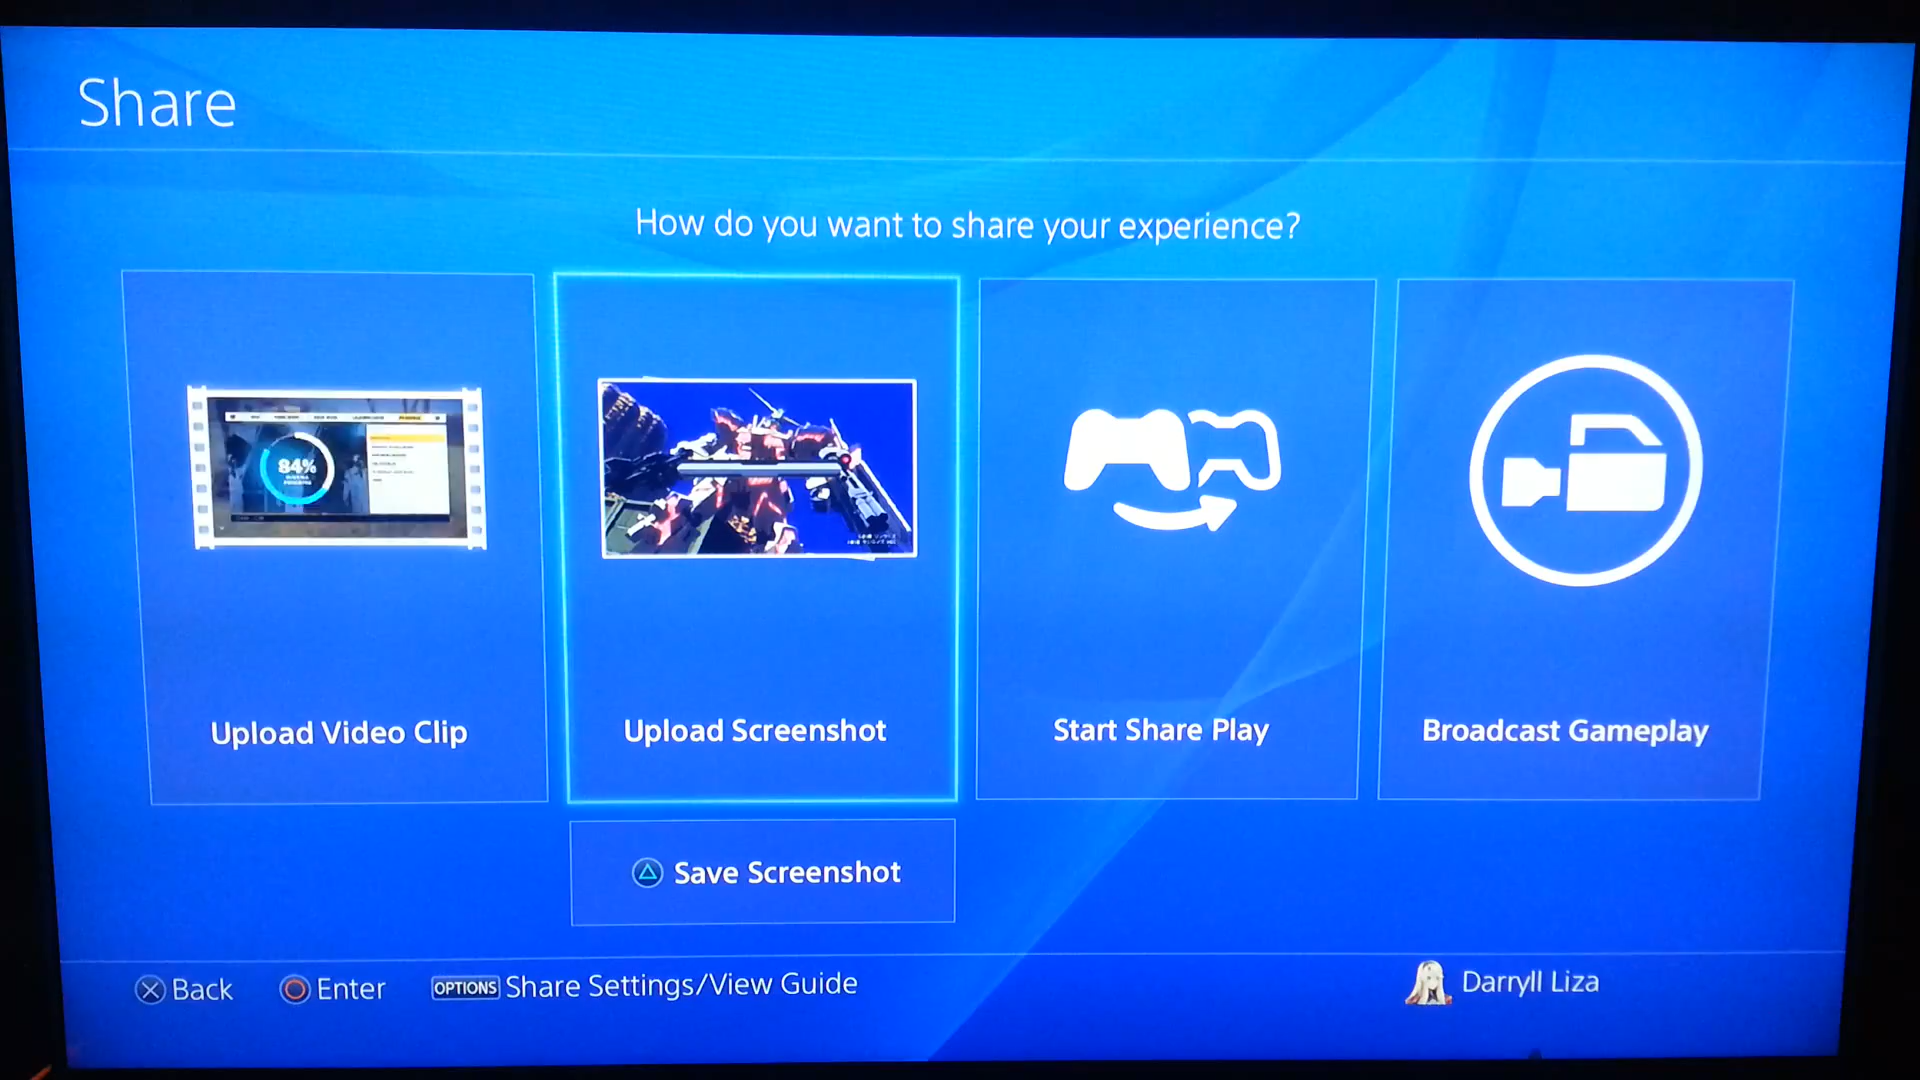 Share
How do you want to share your experience?
84%
Upload Video Clip
Upload Screenshot
Start Share Play
Broadcast Gameplay
Save Screenshot
Back
Enter
OPTIONS Share Settings/View Guide
Darryll Liza